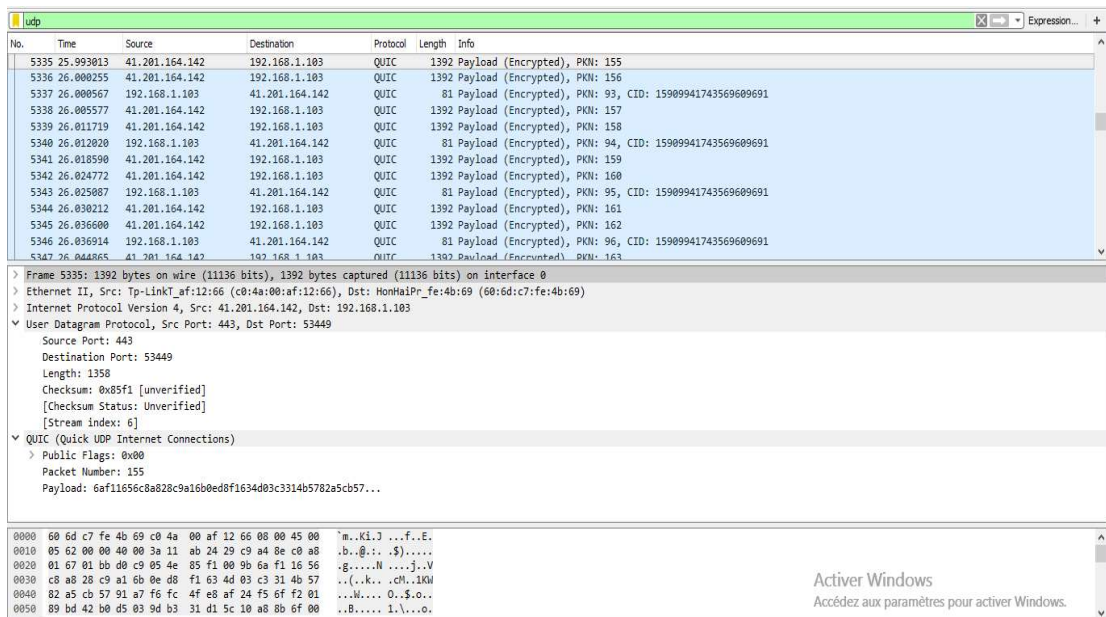 udp
Expression... +
No. Time Source Destination Protocol Length Info
5335 25.993013 41.201.164.142 192.168.1.103 QUIC 1392 Payload (Encrypted), PKN: 155
5336 26.000255 41.201.164.142 192.168.1.103 QUIC 1392 Payload (Encrypted), PKN: 156
5337 26.000567 192.168.1.103 41.201.164.142 QUIC 81 Payload (Encrypted), PKN: 93, CID: 15909941743569609691
5338 26.005577 41.201.164.142 192.168.1.103 QUIC 1392 Payload (Encrypted), PKN: 157
5339 26.011719 41.201.164.142 192.168.1.103 QUIC 1392 Payload (Encrypted), PKN: 158
5340 26.012020 192.168.1.103 41.201.164.142 QUIC 81 Payload (Encrypted), PKN: 94, CID: 15909941743569609691
5341 26.018590 41.201.164.142 192.168.1.103 QUIC 1392 Payload (Encrypted), PKN: 159
5342 26.024772 41.201.164.142 192.168.1.103 QUIC 1392 Payload (Encrypted), PKN: 160
5343 26.025087 192.168.1.103 41.201.164.142 QUIC 81 Payload (Encrypted), PKN: 95, CID: 15909941743569609691
5344 26.030212 41.201.164.142 192.168.1.103 QUIC 1392 Payload (Encrypted), PKN: 161
5345 26.036600 41.201.164.142 192.168.1.103 QUIC 1392 Payload (Encrypted), PKN: 162
5346 26.036914 192.168.1.103 41.201.164.142 QUIC 81 Payload (Encrypted), PKN: 96, CID: 15909941743569609691
5347 26.044865 41.201.164.142 192.168.1.103 QUIC 1392 Payload (Encrypted), PKN: 163
Frame 5335: 1392 bytes on wire (11136 bits), 1392 bytes captured (11136 bits) on interface 0
Ethernet II, Src: Tp-LinkT_af:12:66 (c0:4a:00:af:12:66), Dst: HonHaiPr_fe:4b:69 (60:6d:c7:fe:4b:69)
Internet Protocol Version 4, Src: 41.201.164.142, Dst: 192.168.1.103
User Datagram Protocol, Src Port: 443, Dst Port: 53449
Source Port: 443
Destination Port: 53449
Length: 1358
Checksum: 0x85f1 [unverified]
[Checksum Status: Unverified]
[Stream index: 6]
QUIC (Quick UDP Internet Connections)
Public Flags: 0x00
Packet Number: 155
Payload: 6af11656c8a828c9a16b0ed8f1634d03c3314b5782a5cb57...
0000 60 6d c7 fe 4b 69 c0 4a 00 af 12 66 08 00 45 00 `m..Ki.J ...f..E.
0010 05 62 00 00 40 00 3a 11 ab 24 29 c9 a4 8e c0 a8 .b..@.:. .$).....
0020 01 67 01 bb d0 c9 05 4e 85 f1 00 9b 6a f1 16 56 .g.....N ....j..V
0030 c8 a8 28 c9 a1 6b 0e d8 f1 63 4d 03 c3 31 4b 57 ..(..k.. .cM..1KW
0040 82 a5 cb 57 91 a7 f6 fc 4f e8 af 24 f5 6f f2 01 ...W.... O..$.o..
0050 89 bd 42 b0 d5 03 9d b3 31 d1 5c 10 a8 8b 6f 00 ..B..... 1.\...o.
Activer Windows
Accédez aux paramètres pour activer Windows.